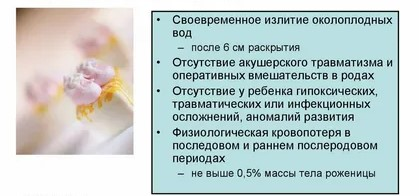 • Своевременное излитие околоплодных
вод
– после 6 см раскрытия
• Отсутствие акушерского травматизма и
оперативных вмешательств в родах
• Отсутствие у ребенка гипоксических,
травматических или инфекционных
осложнений, аномалий развития
• Физиологическая кровопотеря в
последовом и раннем послеродовом
периодах
– не выше 0,5% массы тела роженицы